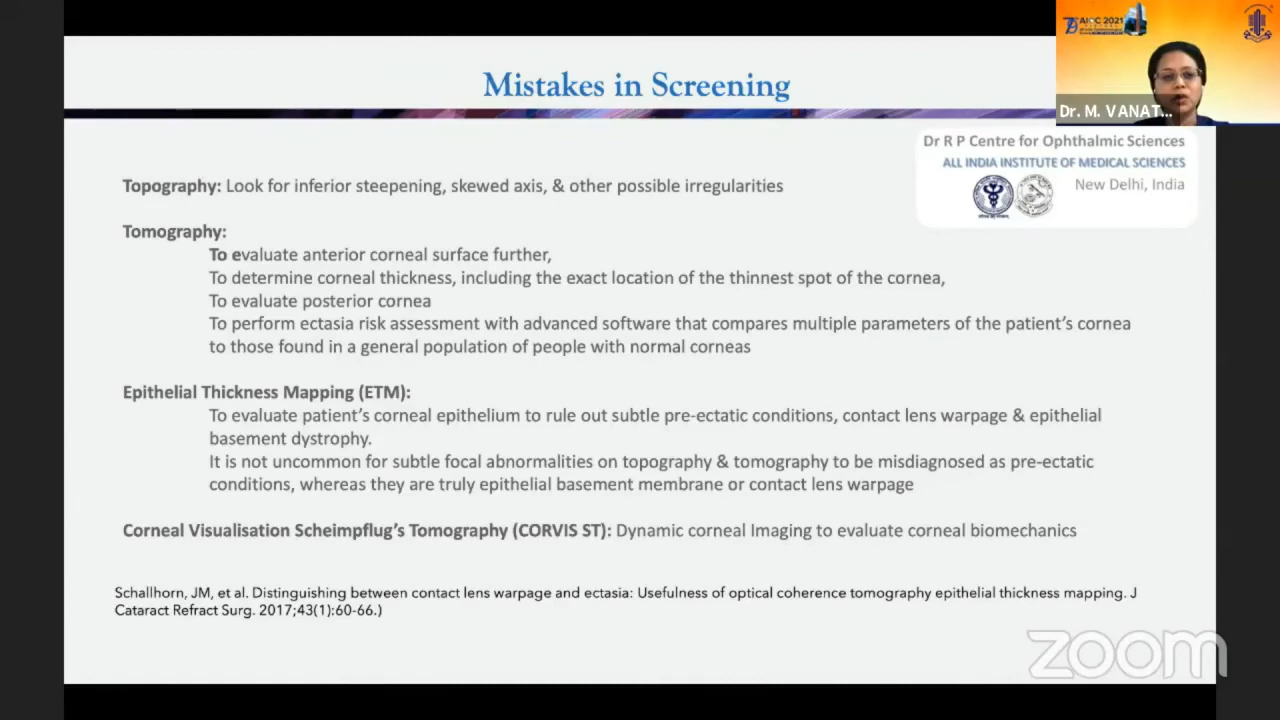 Mistakes in Screening
AIOC 2021
Dr. M. VANAT...
Dr R P Centre for Ophthalmic Sciences
ALL INDIA INSTITUTE OF MEDICAL SCIENCES
New Delhi, India
Topography: Look for inferior steepening, skewed axis, & other possible irregularities
Tomography:
To evaluate anterior corneal surface further,
To determine corneal thickness, including the exact location of the thinnest spot of the cornea,
To evaluate posterior cornea
To perform ectasia risk assessment with advanced software that compares multiple parameters of the patient's cornea
to those found in a general population of people with normal corneas
Epithelial Thickness Mapping (ETM):
To evaluate patient's corneal epithelium to rule out subtle pre-ectatic conditions, contact lens warpage & epithelial
basement dystrophy.
It is not uncommon for subtle focal abnormalities on topography & tomography to be misdiagnosed as pre-ectatic
conditions, whereas they are truly epithelial basement membrane or contact lens warpage
Corneal Visualisation Scheimpflug's Tomography (CORVIS ST): Dynamic corneal Imaging to evaluate corneal biomechanics
Schallhorn, JM, et al. Distinguishing between contact lens warpage and ectasia: Usefulness of optical coherence tomography epithelial thickness mapping. J
Cataract Refract Surg. 2017;43(1):60-66.)
zoom